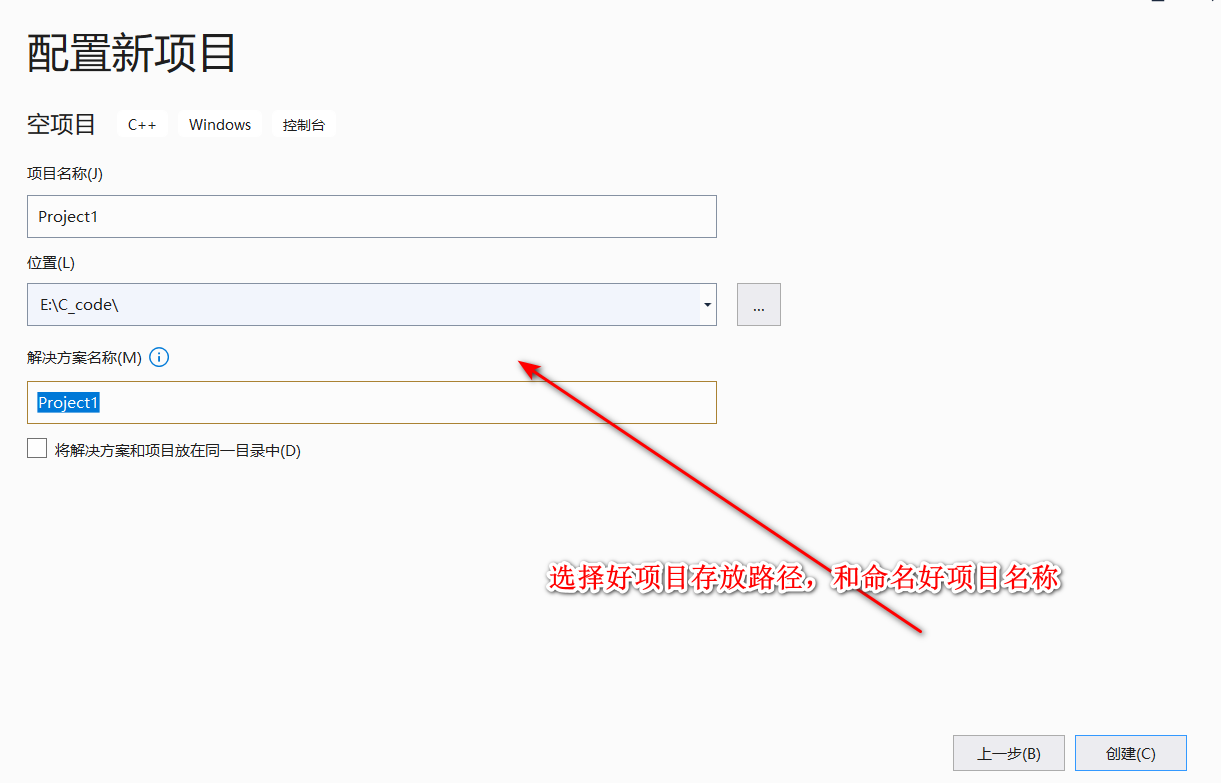 配置新项目
空项目 C++ Windows 控制台
项目名称(J)
Project1
位置(L)
E:\C_code\
...
解决方案名称(M)
Project1
将解决方案和项目放在同一目录中(D)
选择好项目存放路径，和命名好项目名称
上一步(B) 创建(C)